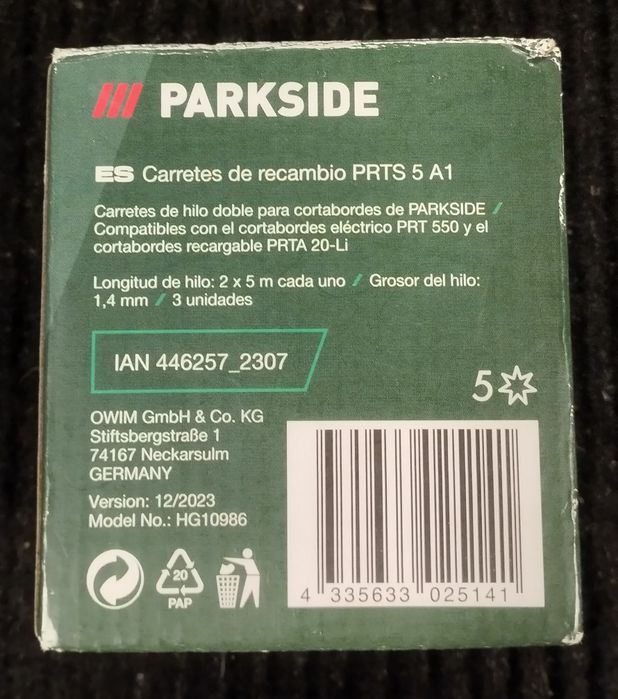 PARKSIDE
ES Carretes de recambio PRTS 5 A1
Carretes de hilo doble para cortabordes de PARKSIDE /
Compatibles con el cortabordes eléctrico PRT 550 y el
cortabordes recargable PRTA 20-Li
Longitud de hilo: 2 x 5 m cada uno / Grosor del hilo:
1,4 mm / 3 unidades
IAN 446257_2307
5
OWIM GmbH & Co. KG
Stiftsbergstraße 1
74167 Neckarsulm
GERMANY
Version: 12/2023
Model No.: HG10986
20
PAP
4 335633 025141